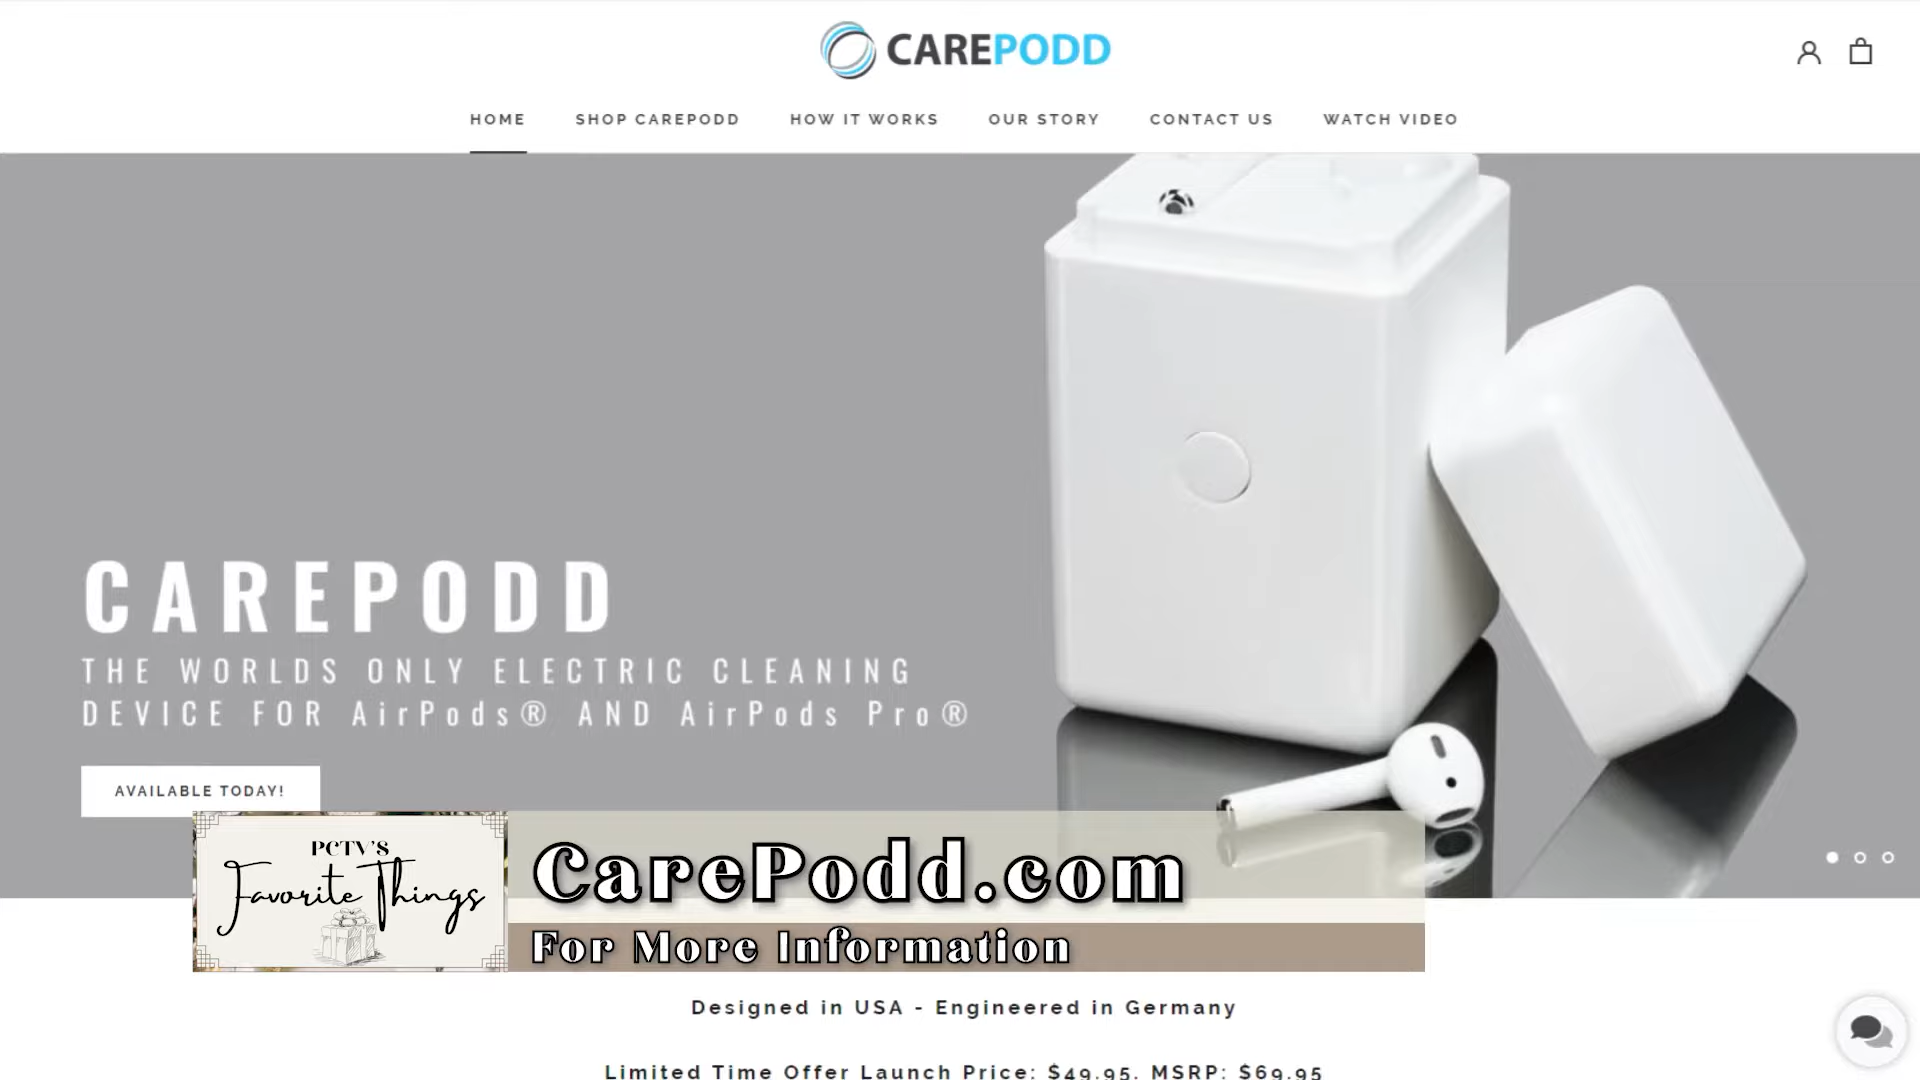 CAREPODD
HOME SHOP CAREPODD HOW IT WORKS OUR STORY CONTACT US WATCH VIDEO
CAREPODD
THE WORLDS ONLY ELECTRIC CLEANING
DEVICE FOR AirPods® AND AirPods Pro®
AVAILABLE TODAY!
PCTV'S
Favorite Things
CarePodd.com
For More Information
Designed in USA - Engineered in Germany
Limited Time Offer Launch Price: $49.95. MSRP: $69.95